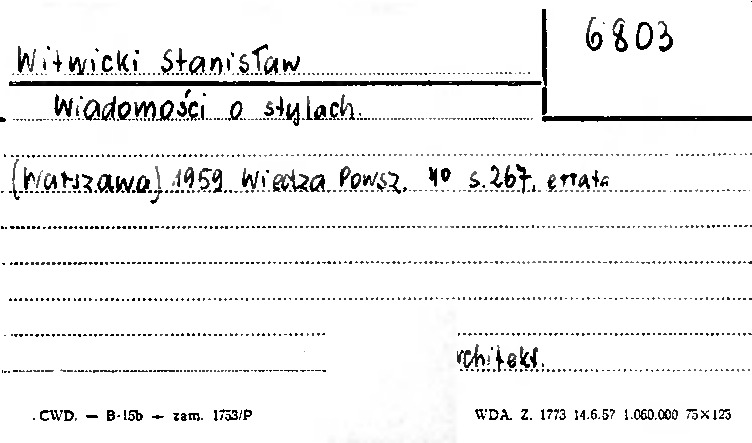 6803
Witwicki Stanisław
Wiadomości o stylach.
[Warszawa] 1959 Wiedza Powsz. 4° s. 267, errata
rchitekt.
. CWD. — B-15b — zam. 1753/P
WDA. Z. 1773 14.6.57 1.060.000 75×125